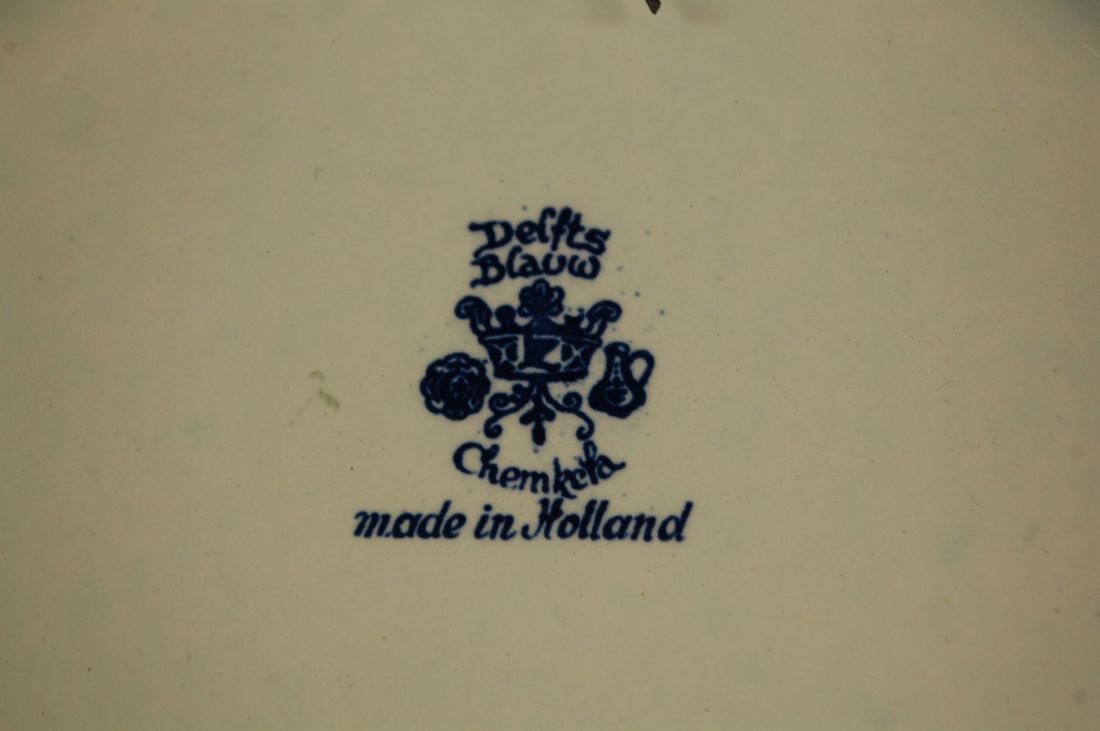 Delfts
Blauw
Chemkefa
made in Holland